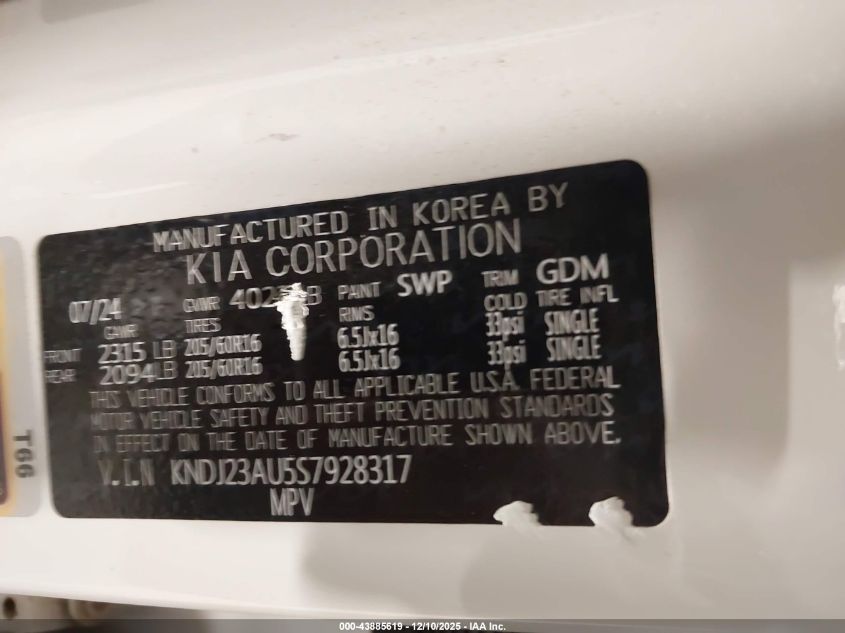 MANUFACTURED IN KOREA BY
KIA CORPORATION
07/24 GVWR PAINT SWP TRIM GDM
GAWR TIRES RIMS COLD TIRE INFL
FRONT 2315 LB 205/60R16 6.5Jx16 33psi SINGLE
REAR 2094LB 205/60R16 6.5Jx16 33psi SINGLE
THIS VEHICLE CONFORMS TO ALL APPLICABLE U.S.A. FEDERAL
MOTOR VEHICLE SAFETY AND THEFT PREVENTION STANDARDS
IN EFFECT ON THE DATE OF MANUFACTURE SHOWN ABOVE.
V.I.N KNDJ23AU5S7928317
MPV
T66
000-43885619 - 12/10/2025 - IAA Inc.